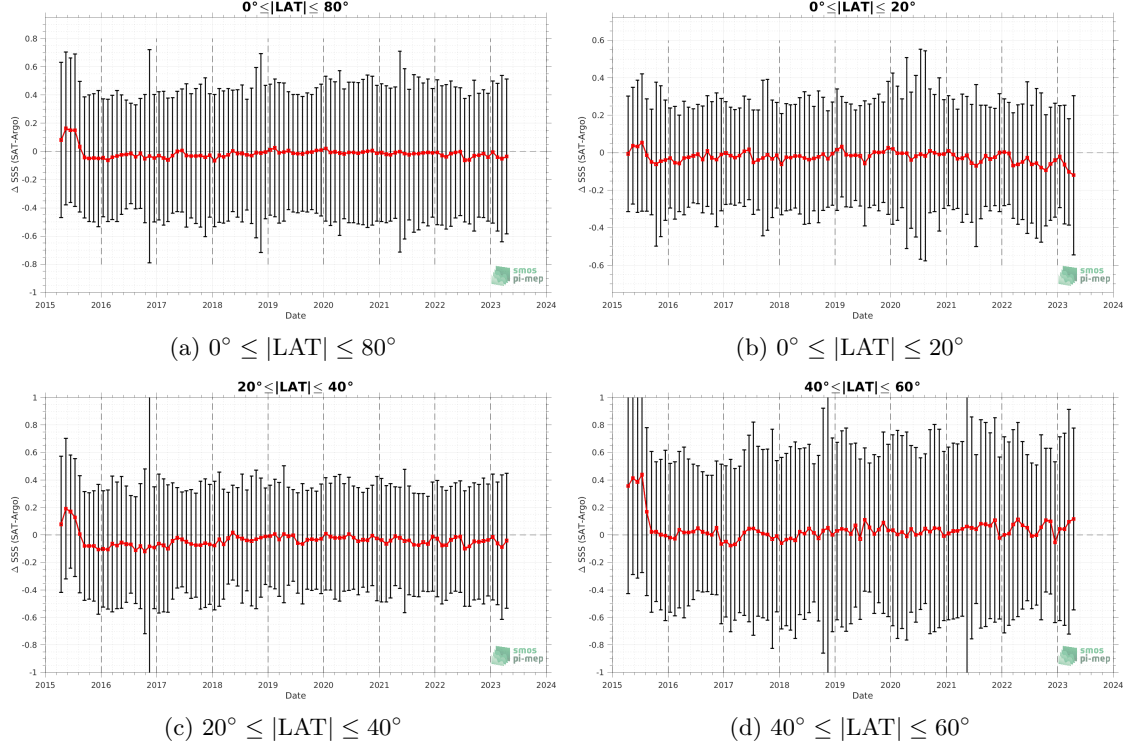 0°≤|LAT|≤ 80°
Δ SSS (SAT-Argo)
0.8
0.6
0.4
0.2
0
-0.2
-0.4
-0.6
-0.8
-1
2015 2016 2017 2018 2019 2020 2021 2022 2023 2024
Date
smos
pi-mep
(a) 0° ≤ |LAT| ≤ 80°
0°≤|LAT|≤ 20°
Δ SSS (SAT-Argo)
0.6
0.4
0.2
0
-0.2
-0.4
-0.6
2015 2016 2017 2018 2019 2020 2021 2022 2023 2024
Date
smos
pi-mep
(b) 0° ≤ |LAT| ≤ 20°
20°≤|LAT|≤ 40°
Δ SSS (SAT-Argo)
1
0.8
0.6
0.4
0.2
0
-0.2
-0.4
-0.6
-0.8
-1
2015 2016 2017 2018 2019 2020 2021 2022 2023 2024
Date
smos
pi-mep
(c) 20° ≤ |LAT| ≤ 40°
40°≤|LAT|≤ 60°
Δ SSS (SAT-Argo)
1
0.8
0.6
0.4
0.2
0
-0.2
-0.4
-0.6
-0.8
-1
2015 2016 2017 2018 2019 2020 2021 2022 2023 2024
Date
smos
pi-mep
(d) 40° ≤ |LAT| ≤ 60°